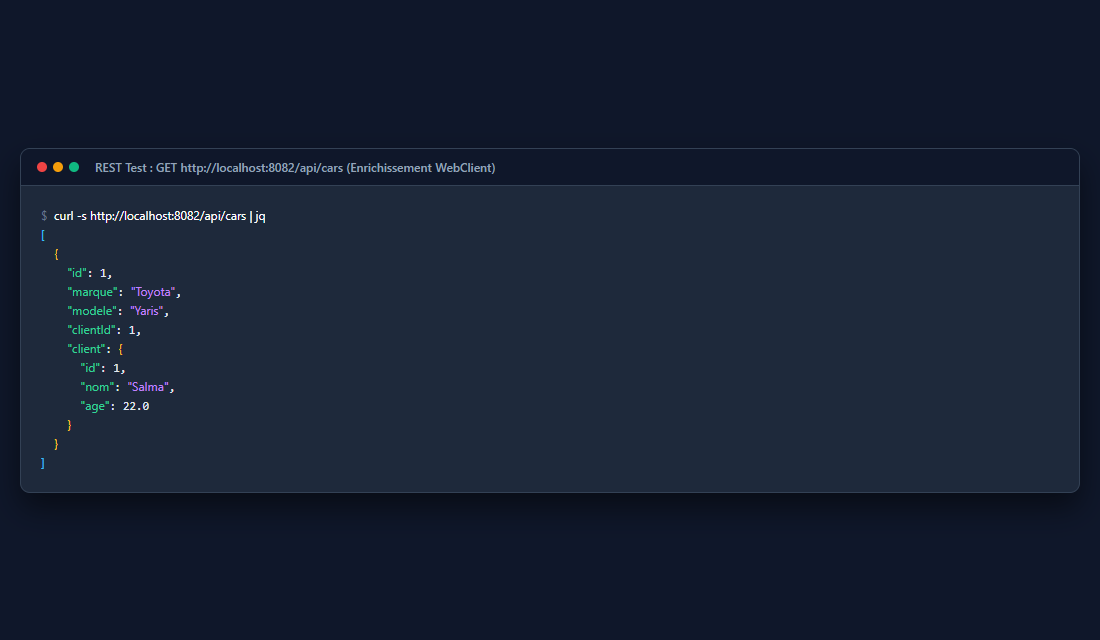 REST Test : GET http://localhost:8082/api/cars (Enrichissement WebClient)
$ curl -s http://localhost:8082/api/cars | jq
[
  {
    "id": 1,
    "marque": "Toyota",
    "modele": "Yaris",
    "clientId": 1,
    "client": {
      "id": 1,
      "nom": "Salma",
      "age": 22.0
    }
  }
]